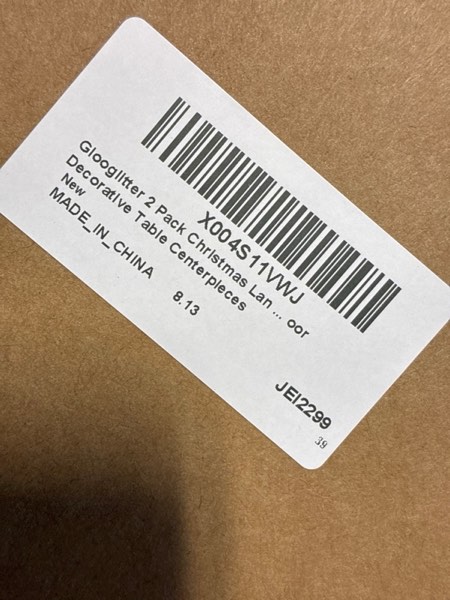 X004S11VWJ
Glooglitter 2 Pack Christmas Lan ... oor
Decorative Table Centerpieces
New
MADE_IN_CHINA
8.13
JEI2299
39